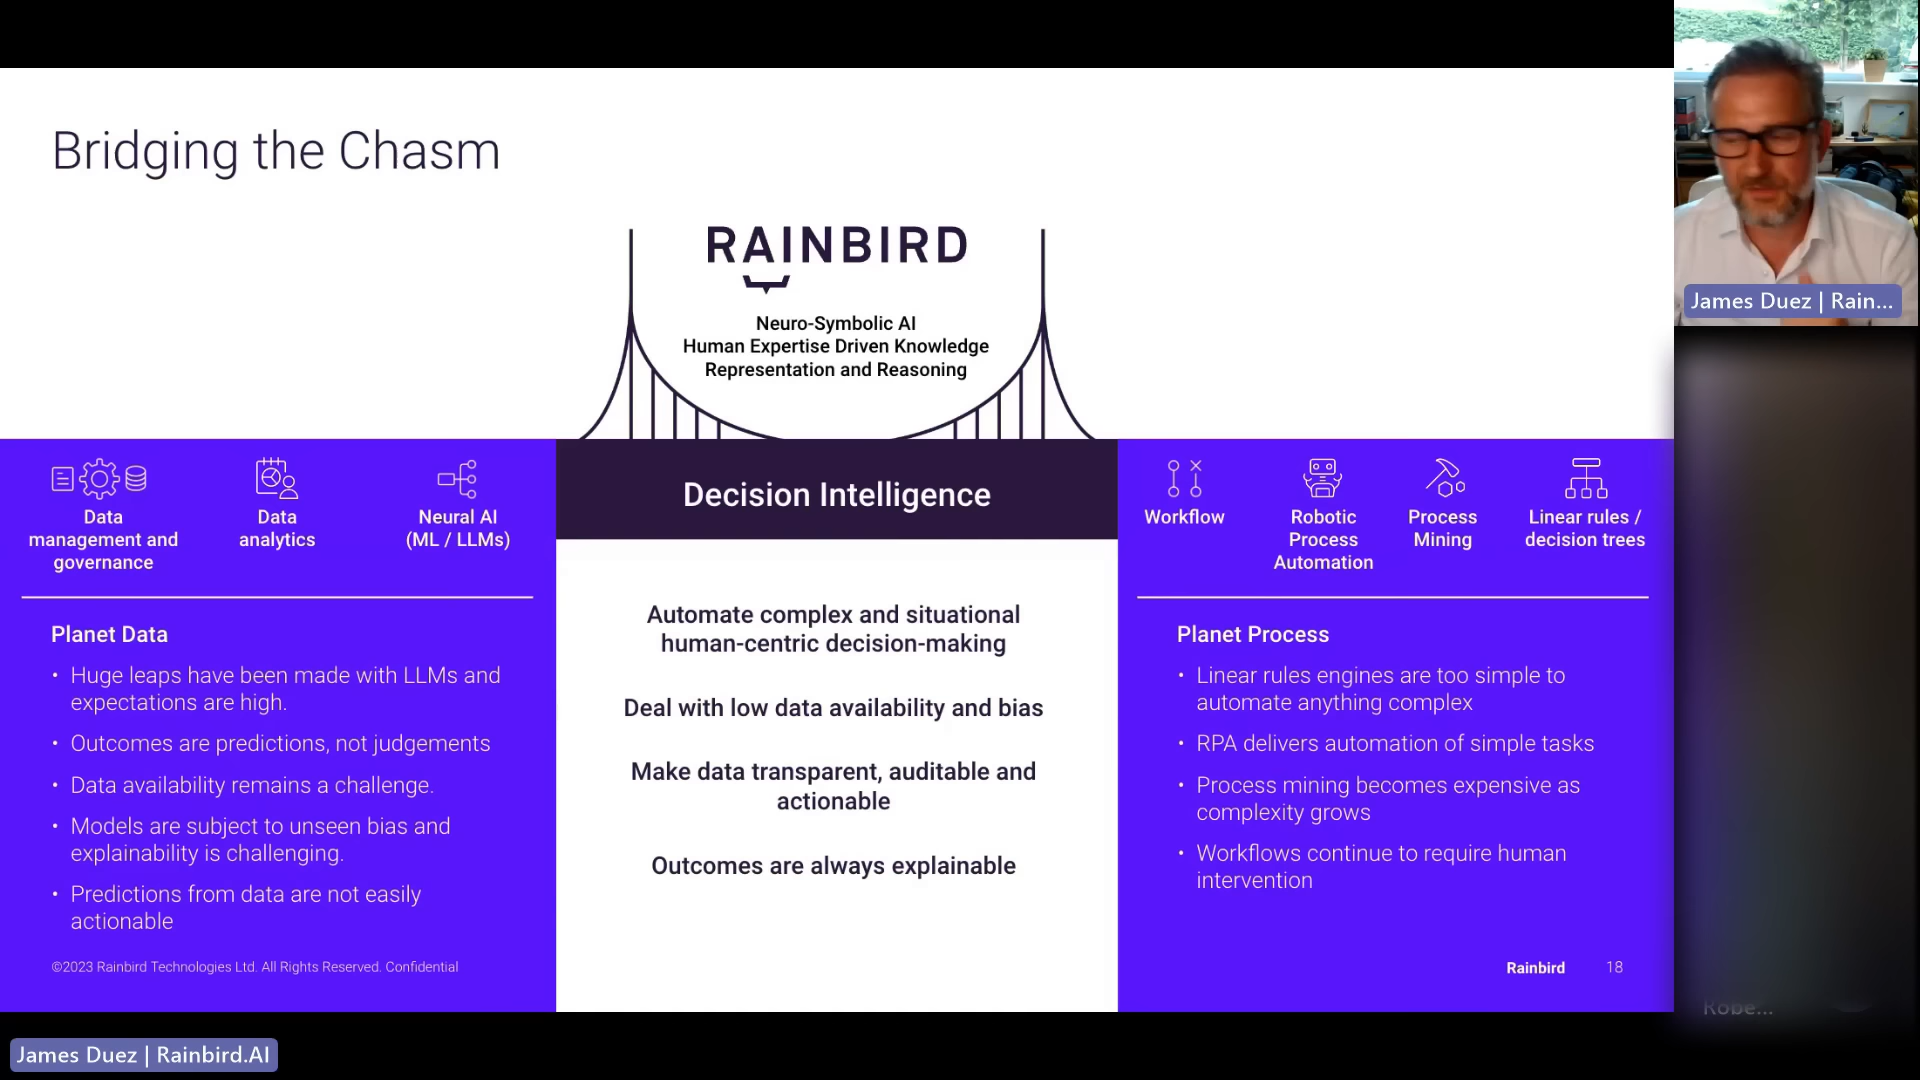 Bridging the Chasm
RAINBIRD
Neuro-Symbolic AI
Human Expertise Driven Knowledge
Representation and Reasoning
Data
management and
governance
Data
analytics
Neural AI
(ML / LLMs)
Planet Data
• Huge leaps have been made with LLMs and
expectations are high.
• Outcomes are predictions, not judgements
• Data availability remains a challenge.
• Models are subject to unseen bias and
explainability is challenging.
• Predictions from data are not easily
actionable
©2023 Rainbird Technologies Ltd. All Rights Reserved. Confidential
Decision Intelligence
Automate complex and situational
human-centric decision-making
Deal with low data availability and bias
Make data transparent, auditable and
actionable
Outcomes are always explainable
Workflow
Robotic
Process
Automation
Process
Mining
Linear rules /
decision trees
Planet Process
• Linear rules engines are too simple to
automate anything complex
• RPA delivers automation of simple tasks
• Process mining becomes expensive as
complexity grows
• Workflows continue to require human
intervention
Rainbird 18
James Duez | Rain...
Robe...
James Duez | Rainbird.AI